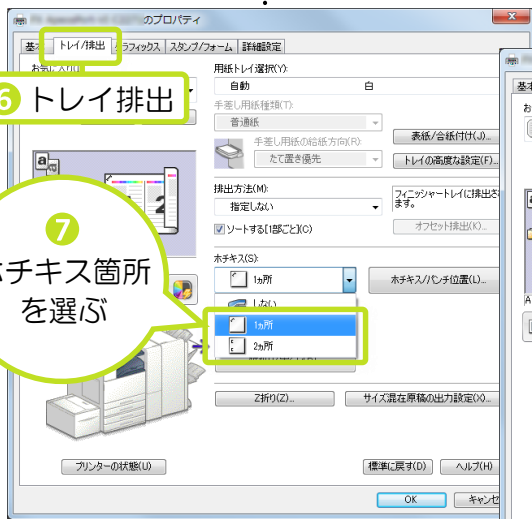 のプロパティ
基本 トレイ/排出 グラフィックス スタンプ/フォーム 詳細設定
お気に入り(I)
用紙トレイ選択(Y):
自動 白
手差し用紙種類(T):
普通紙
手差し用紙の給紙方向(R):
たて置き優先
表紙/合紙付け(J)...
トレイの高度な設定(F)...
6 トレイ排出
排出方法(M):
指定しない
フィニッシャートレイに排出さ
ます。
ソートする[1部ごと](C)
オフセット排出(K)...
ホチキス(S):
1ヵ所
ホチキス/パンチ位置(L)...
しない
1ヵ所
2ヵ所
7
ホチキス箇所
を選ぶ
Z折り(Z)...
サイズ混在原稿の出力設定(X)...
プリンターの状態(U)
標準に戻す(D)
ヘルプ(H)
OK
キャンセ
基本
お
A